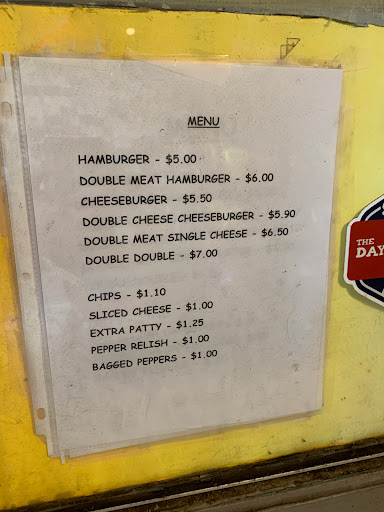 MENU
HAMBURGER - $5.00
DOUBLE MEAT HAMBURGER - $6.00
CHEESEBURGER - $5.50
DOUBLE CHEESE CHEESEBURGER - $5.90
DOUBLE MEAT SINGLE CHEESE - $6.50
DOUBLE DOUBLE - $7.00
CHIPS - $1.10
SLICED CHEESE - $1.00
EXTRA PATTY - $1.25
PEPPER RELISH - $1.00
BAGGED PEPPERS - $1.00
THE
DAY